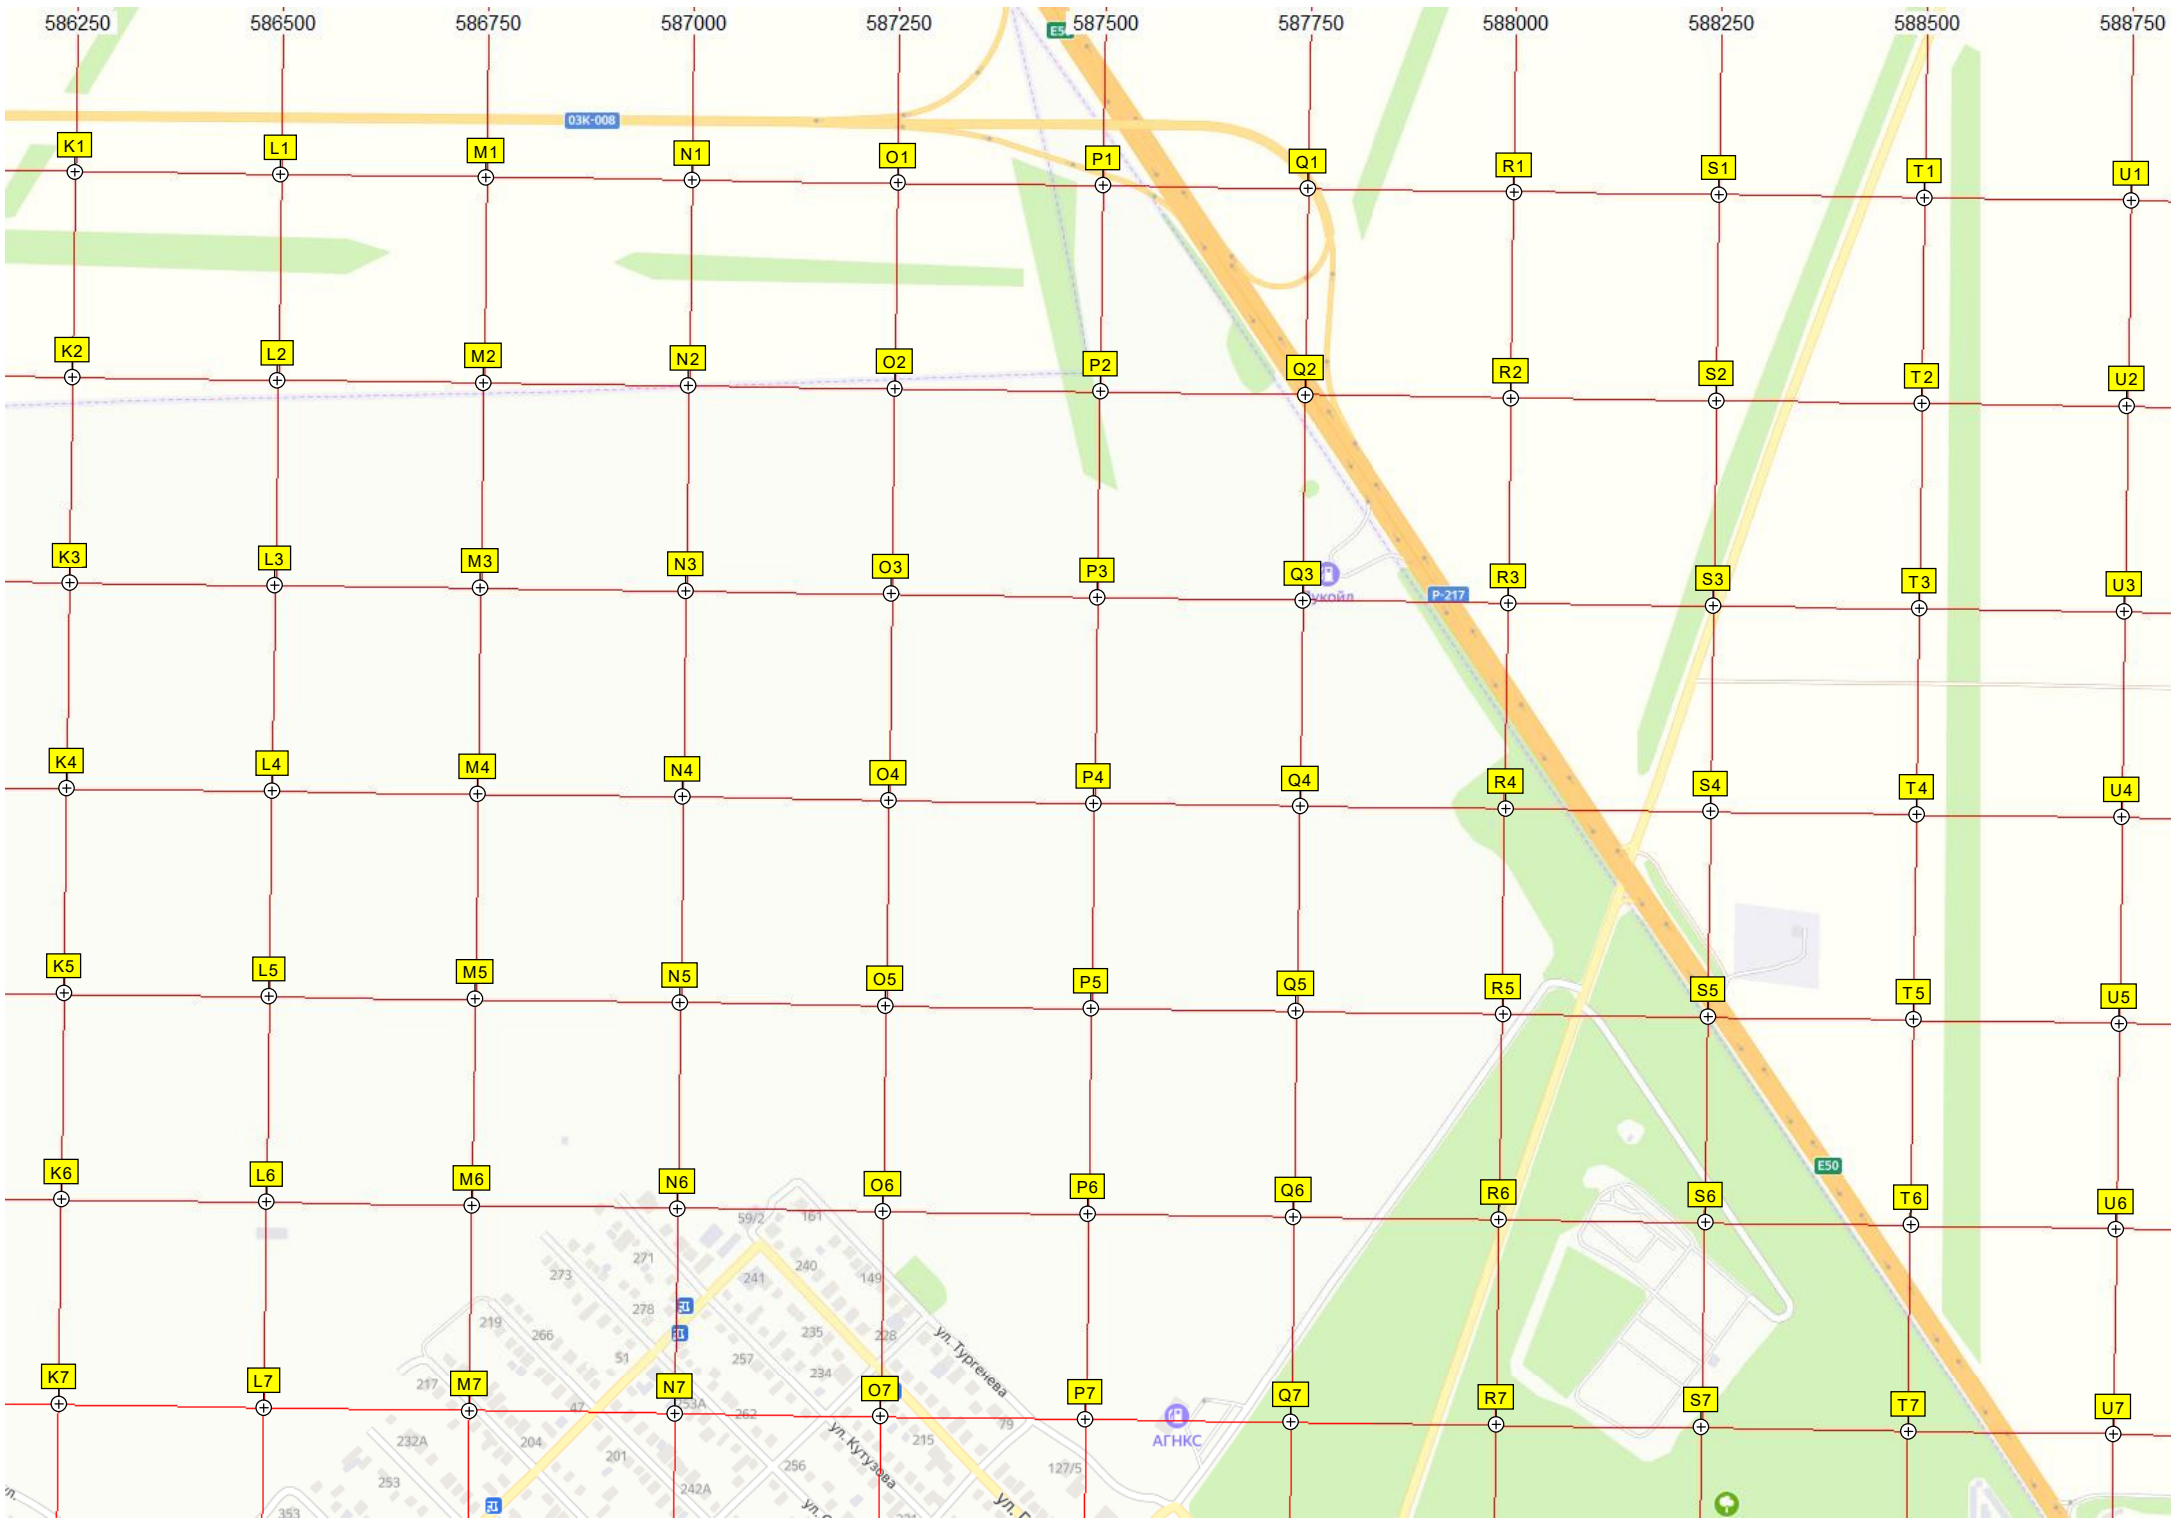 586250 586500 586750 587000 587250 587500 587750 588000 588250 588500 588750
03К-008
K1 L1 M1 N1 O1 P1 Q1 R1 S1 T1 U1
K2 L2 M2 N2 O2 P2 Q2 R2 S2 T2 U2
K3 L3 M3 N3 O3 P3 Q3 R3 S3 T3 U3
Р-217
K4 L4 M4 N4 O4 P4 Q4 R4 S4 T4 U4
K5 L5 M5 N5 O5 P5 Q5 R5 S5 T5 U5
E50
K6 L6 M6 N6 O6 P6 Q6 R6 S6 T6 U6
59/2 161
271
273 241 240 149
278
219 266 235 228
ул. Тургенева
51 257 234
217
K7 L7 M7 N7 O7 P7 Q7 R7 S7 T7 U7
47 253А 262 79
АГНКС
232А 204 215
ул. Кутузова
253 201 256 127/5
242А
353